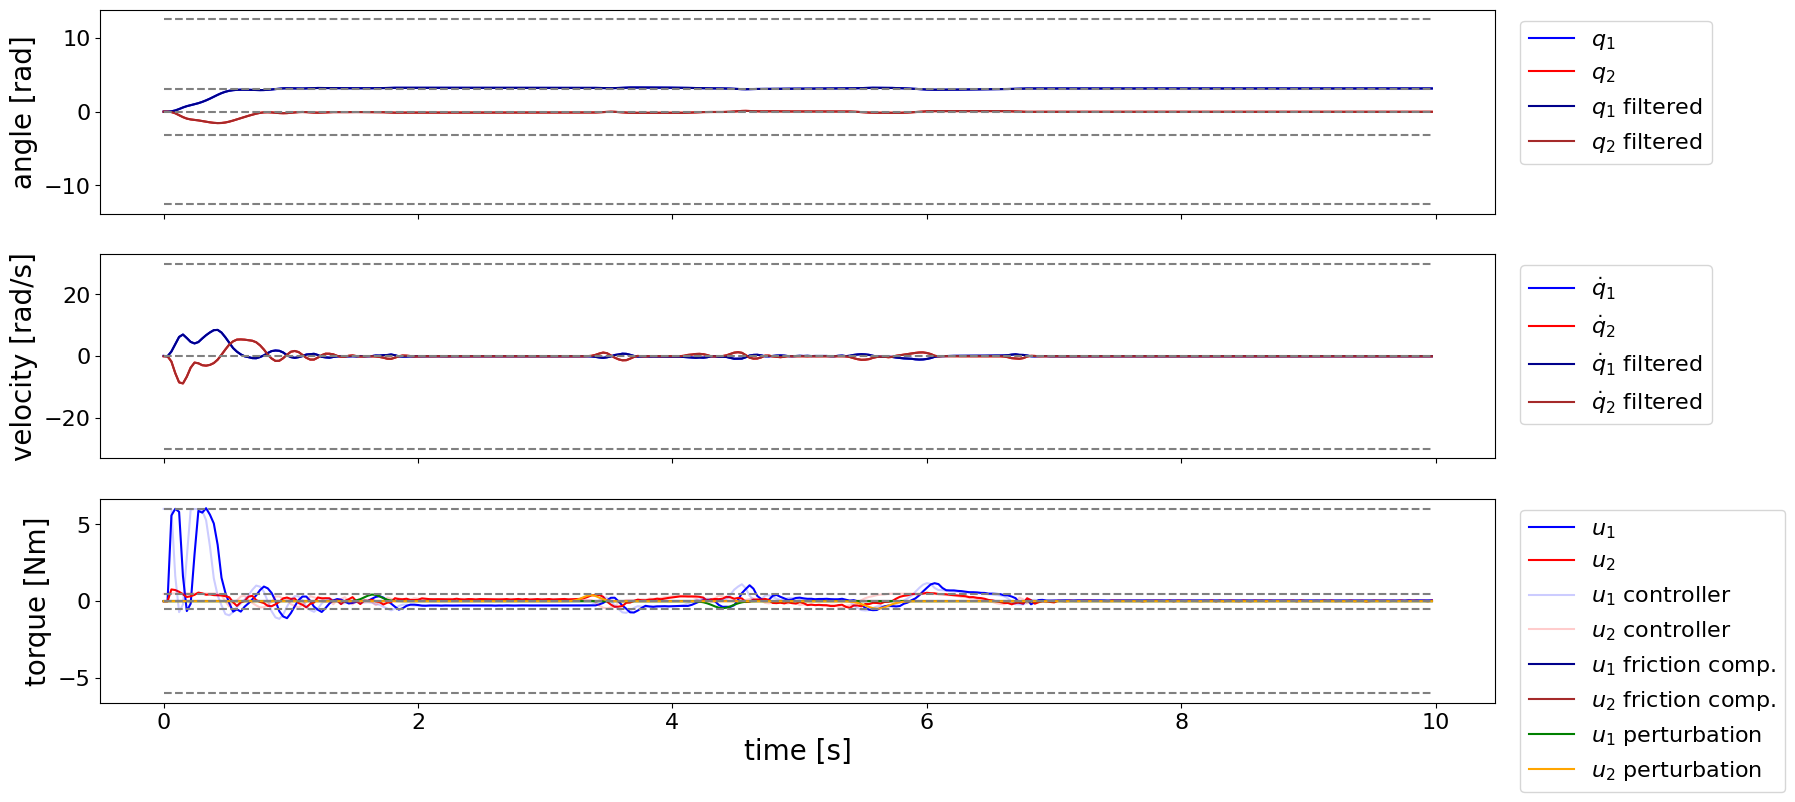 angle [rad]
10
0
−10
q₁
q₂
q₁ filtered
q₂ filtered
velocity [rad/s]
20
0
−20
q̇₁
q̇₂
q̇₁ filtered
q̇₂ filtered
torque [Nm]
5
0
−5
0 2 4 6 8 10
time [s]
u₁
u₂
u₁ controller
u₂ controller
u₁ friction comp.
u₂ friction comp.
u₁ perturbation
u₂ perturbation